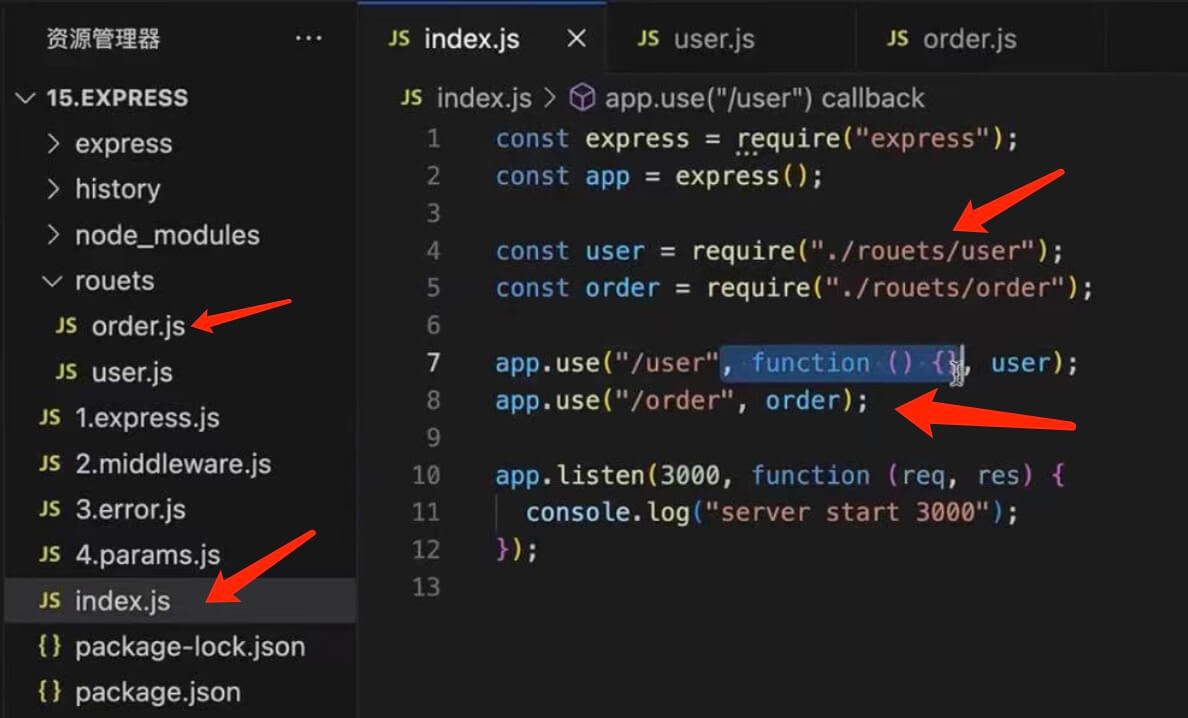 资源管理器 ...
15.EXPRESS
express
history
node_modules
rouets
JS order.js
JS user.js
JS 1.express.js
JS 2.middleware.js
JS 3.error.js
JS 4.params.js
JS index.js
{} package-lock.json
{} package.json
JS index.js × JS user.js JS order.js
JS index.js > app.use("/user") callback
1 const express = require("express");
2 const app = express();
3
4 const user = require("./rouets/user");
5 const order = require("./rouets/order");
6
7 app.use("/user", function () {}, user);
8 app.use("/order", order);
9
10 app.listen(3000, function (req, res) {
11 console.log("server start 3000");
12 });
13